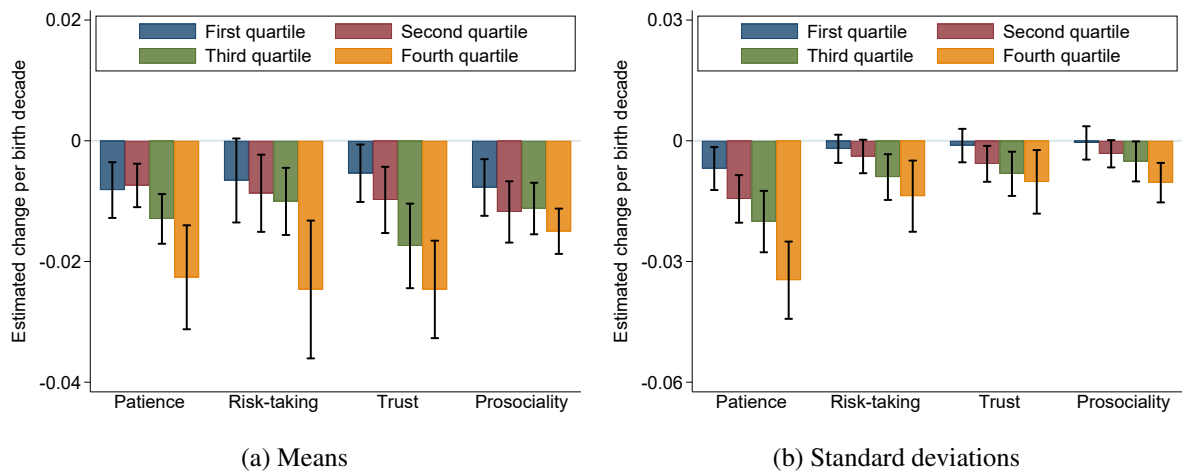 0.02
First quartile Second quartile
Third quartile Fourth quartile
Estimated change per birth decade
0
-0.02
-0.04
Patience Risk-taking Trust Prosociality
(a) Means
0.03
First quartile Second quartile
Third quartile Fourth quartile
Estimated change per birth decade
0
-0.03
-0.06
Patience Risk-taking Trust Prosociality
(b) Standard deviations